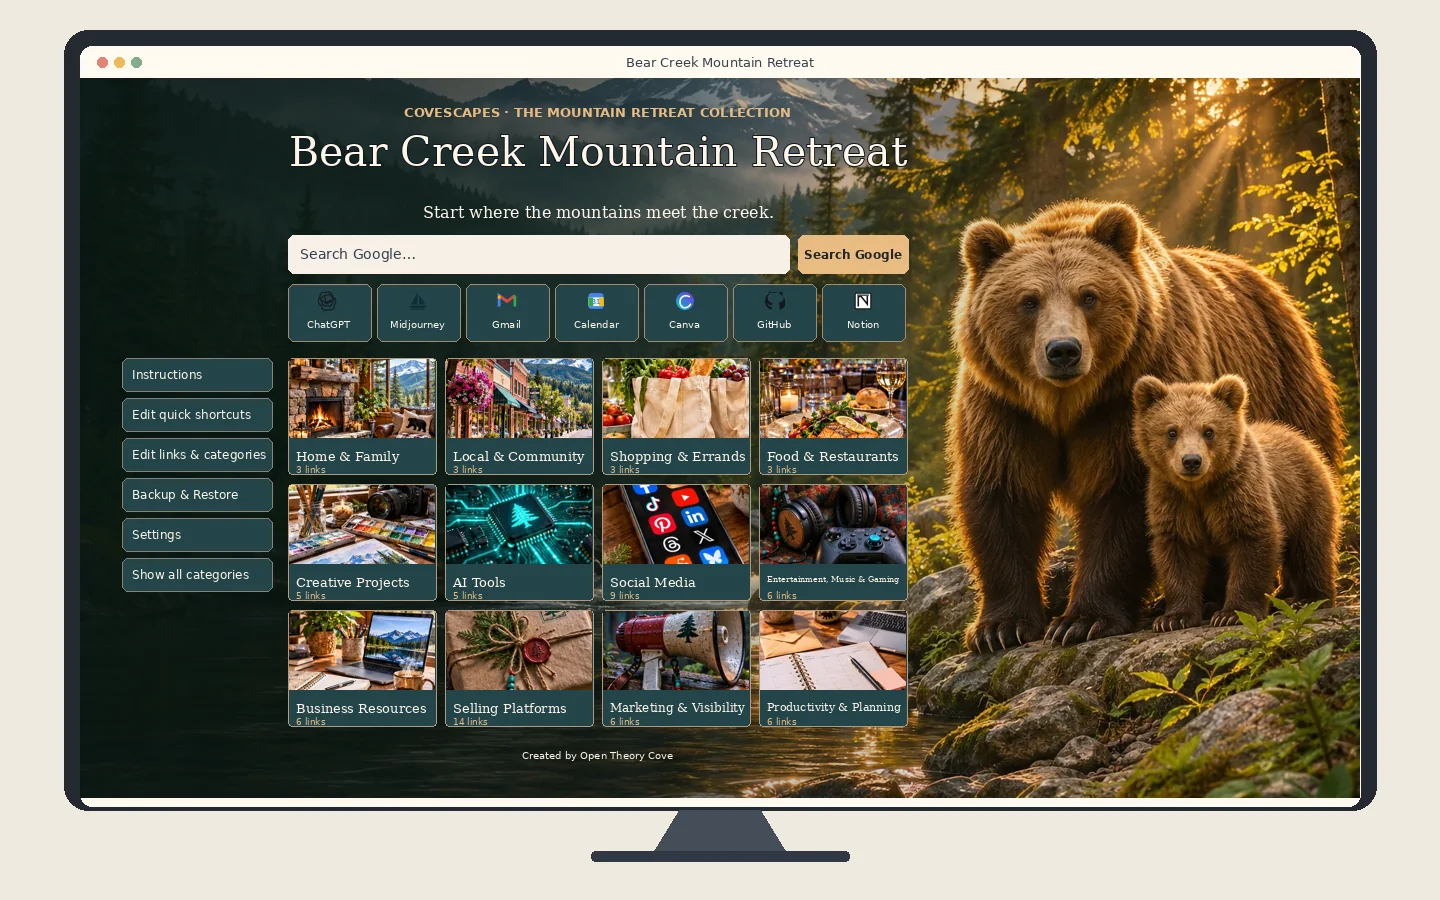 Bear Creek Mountain Retreat
COVESCAPES · THE MOUNTAIN RETREAT COLLECTION
Bear Creek Mountain Retreat
Start where the mountains meet the creek.
Search Google...
Search Google
ChatGPT
Midjourney
Gmail
Calendar
Canva
GitHub
Notion
Instructions
Edit quick shortcuts
Edit links & categories
Backup & Restore
Settings
Show all categories
Home & Family
3 links
Local & Community
3 links
Shopping & Errands
3 links
Food & Restaurants
3 links
Creative Projects
5 links
AI Tools
5 links
Social Media
9 links
Entertainment, Music & Gaming
6 links
Business Resources
6 links
Selling Platforms
14 links
Marketing & Visibility
6 links
Productivity & Planning
6 links
Created by Open Theory Cove